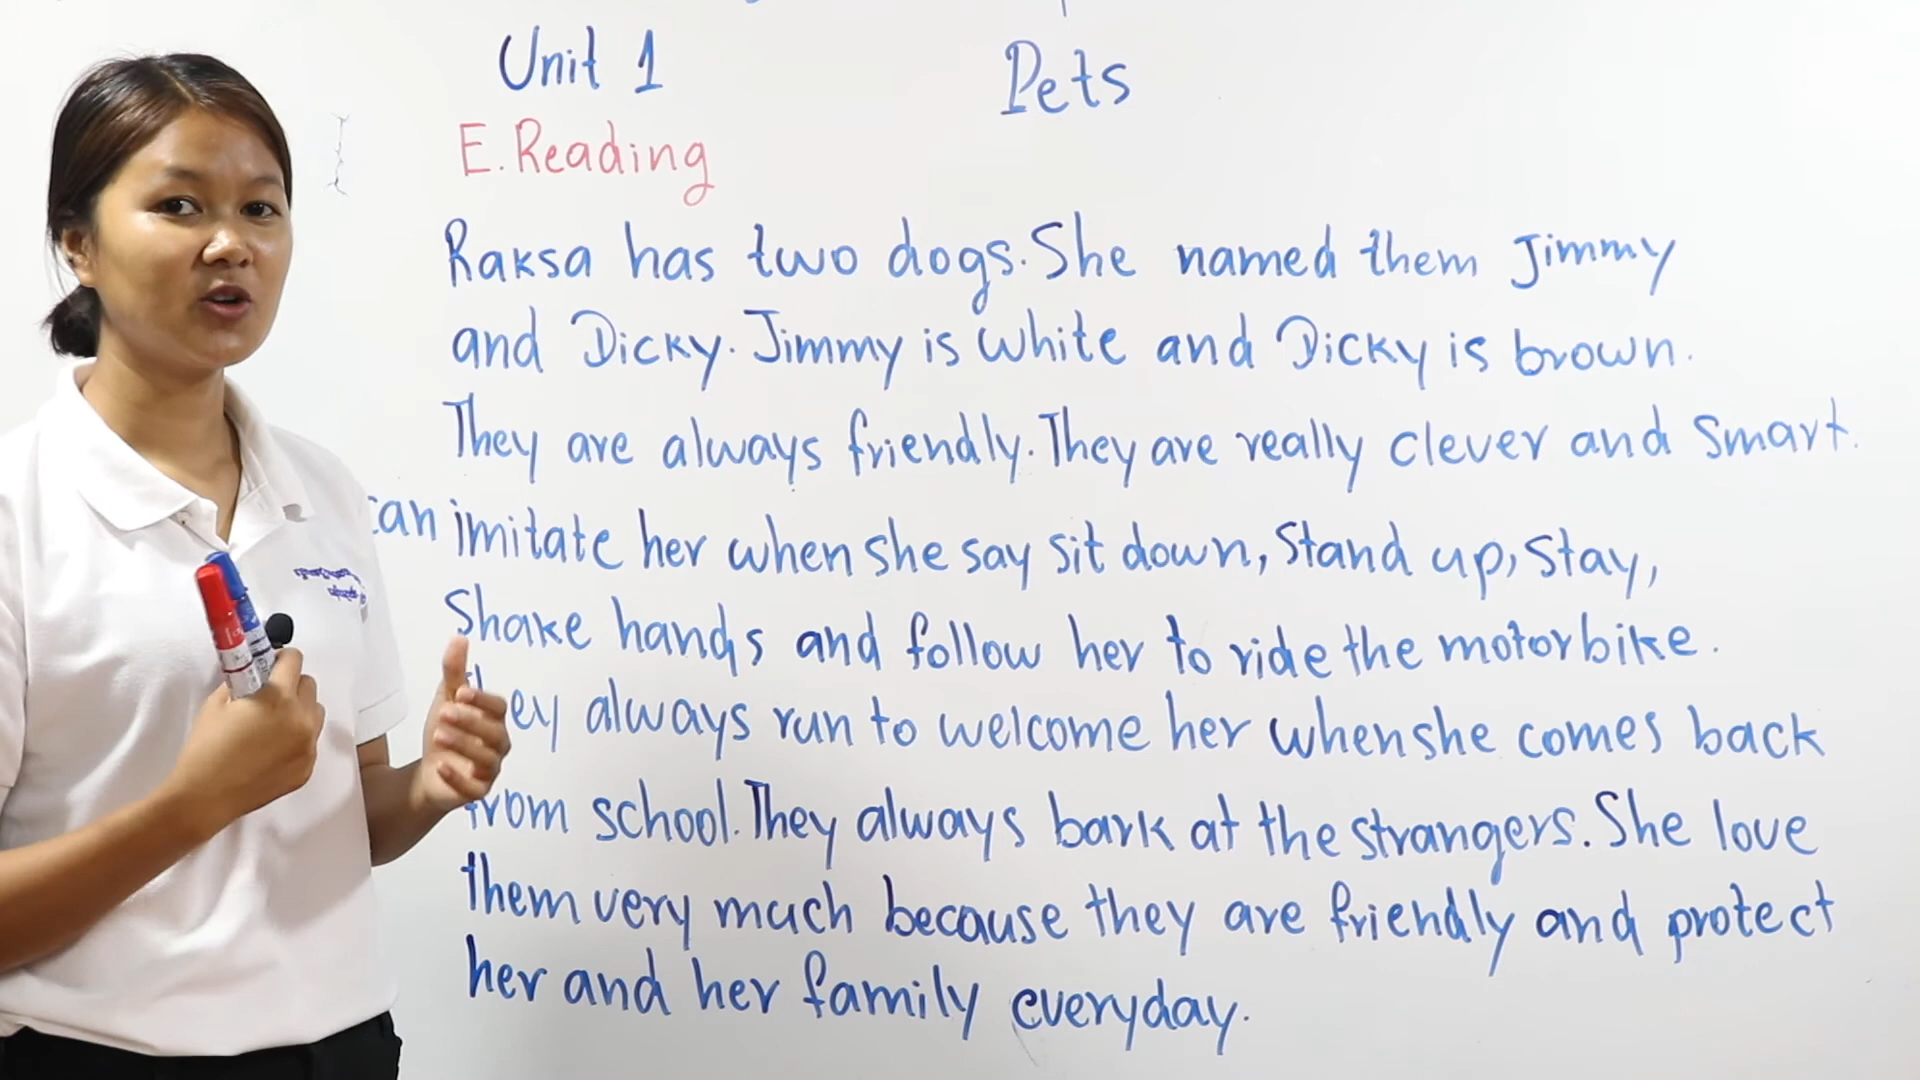 Unit 1 Pets
E. Reading
Raksa has two dogs. She named them Jimmy
and Dicky. Jimmy is white and Dicky is brown.
They are always friendly. They are really clever and smart.
can imitate her when she say sit down, stand up, stay,
Shake hands and follow her to ride the motorbike.
They always run to welcome her when she comes back
from school. They always bark at the strangers. She love
them very much because they are friendly and protect
her and her family everyday.